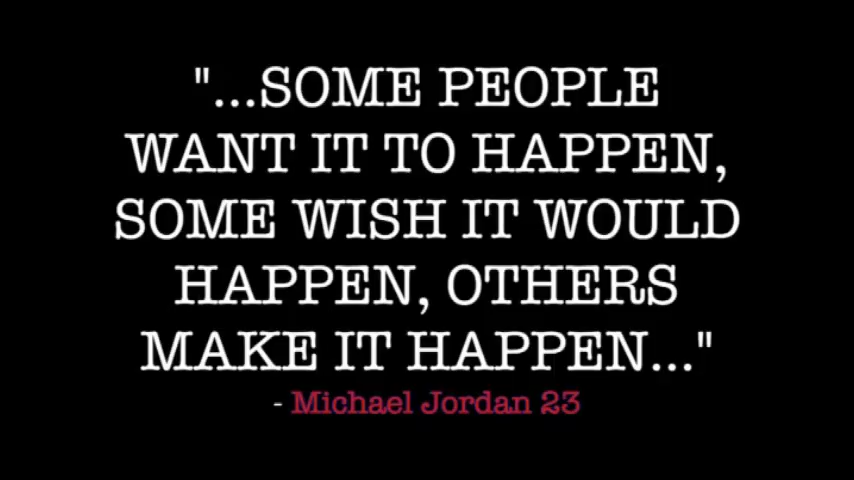 "...SOME PEOPLE
WANT IT TO HAPPEN,
SOME WISH IT WOULD
HAPPEN, OTHERS
MAKE IT HAPPEN..."
- Michael Jordan 23